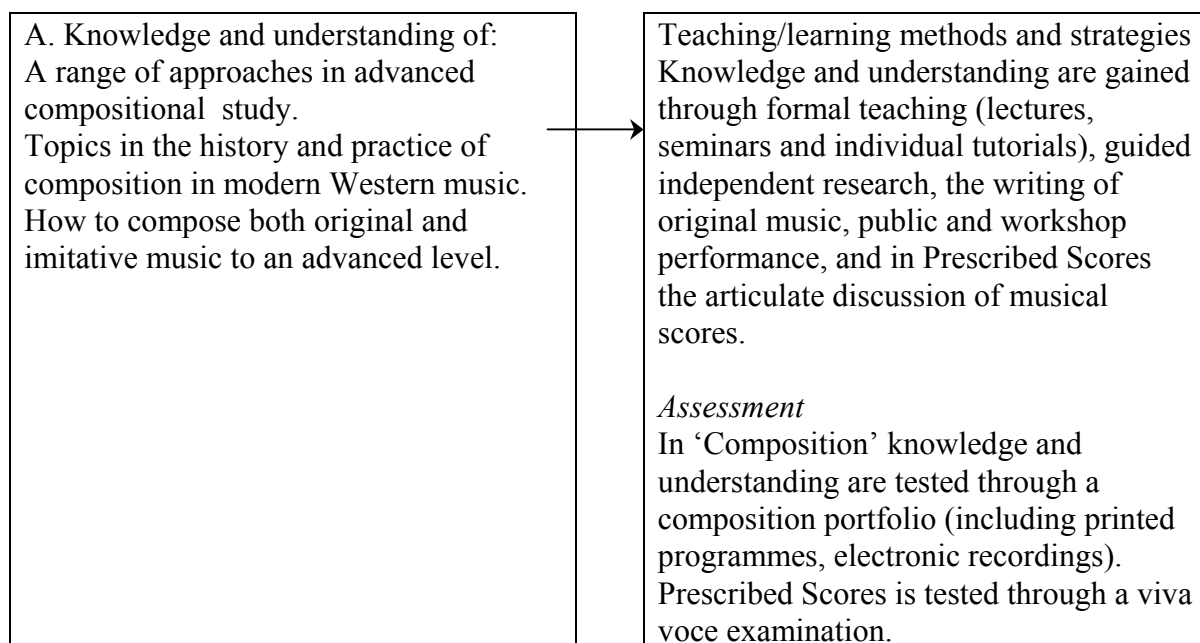 A. Knowledge and understanding of:
A range of approaches in advanced
compositional  study.
Topics in the history and practice of
composition in modern Western music.
How to compose both original and
imitative music to an advanced level.
Teaching/learning methods and strategies
Knowledge and understanding are gained
through formal teaching (lectures,
seminars and individual tutorials), guided
independent research, the writing of
original music, public and workshop
performance, and in Prescribed Scores
the articulate discussion of musical
scores.
Assessment
In ‘Composition’ knowledge and
understanding are tested through a
composition portfolio (including printed
programmes, electronic recordings).
Prescribed Scores is tested through a viva
voce examination.